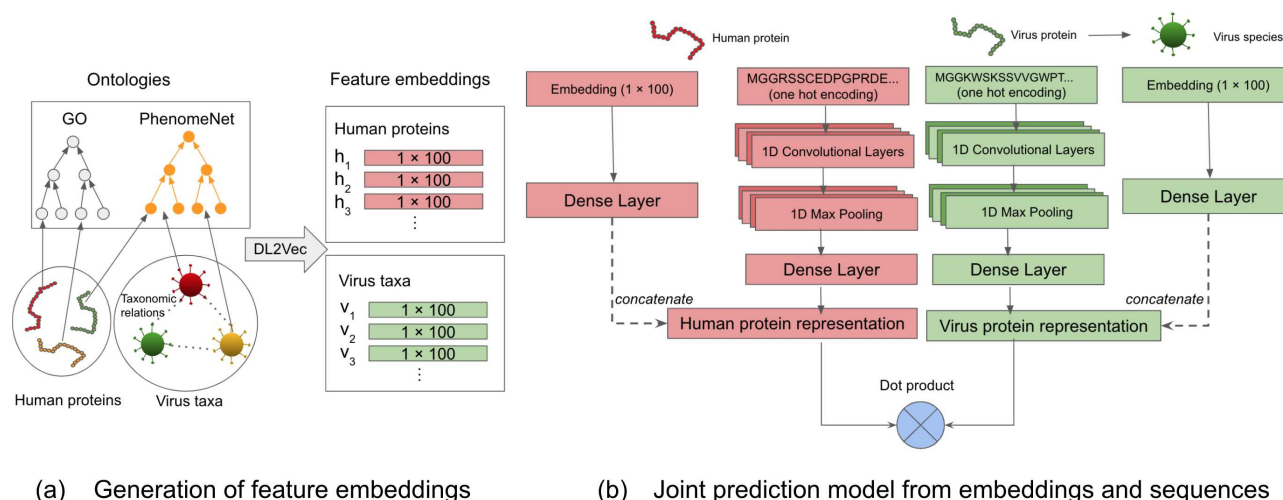 Ontologies
GO
PhenomeNet
Taxonomic
relations
Human proteins
Virus taxa
DL2Vec
Feature embeddings
Human proteins
h1 1 × 100
h2 1 × 100
h3 1 × 100
⋮
Virus taxa
v1 1 × 100
v2 1 × 100
v3 1 × 100
⋮
(a) Generation of feature embeddings
Human protein
Virus protein
Virus species
Embedding (1 × 100)
MGGRSSCEDPGPRDE...
(one hot encoding)
MGGKWSKSSVVGWPT...
(one hot encoding)
Embedding (1 × 100)
1D Convolutional Layers
1D Convolutional Layers
Dense Layer
1D Max Pooling
1D Max Pooling
Dense Layer
Dense Layer
Dense Layer
concatenate
concatenate
Human protein representation
Virus protein representation
Dot product
(b) Joint prediction model from embeddings and sequences